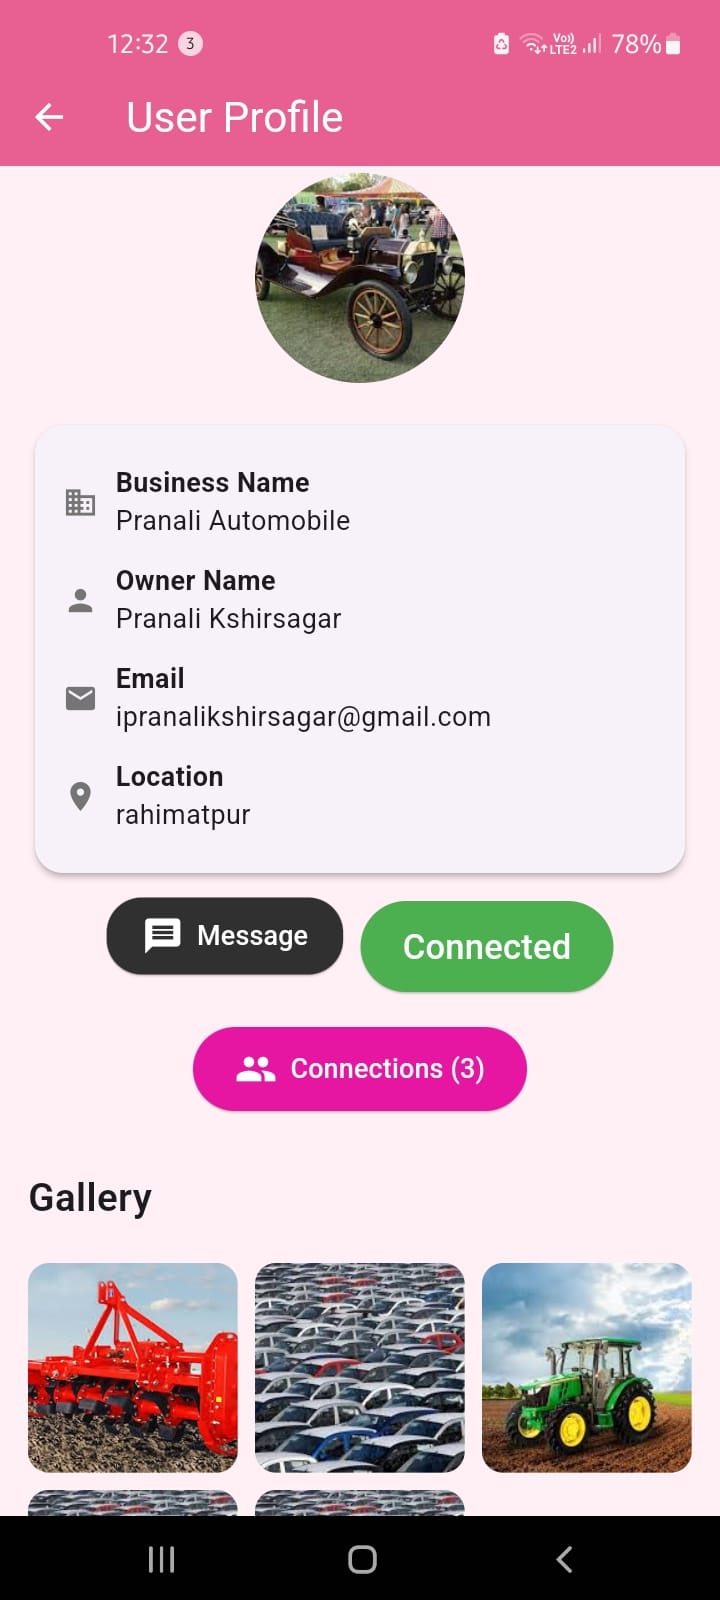 12:32 3 Vo)) LTE2 78%
User Profile
Business Name
Pranali Automobile
Owner Name
Pranali Kshirsagar
Email
ipranalikshirsagar@gmail.com
Location
rahimatpur
Message
Connected
Connections (3)
Gallery